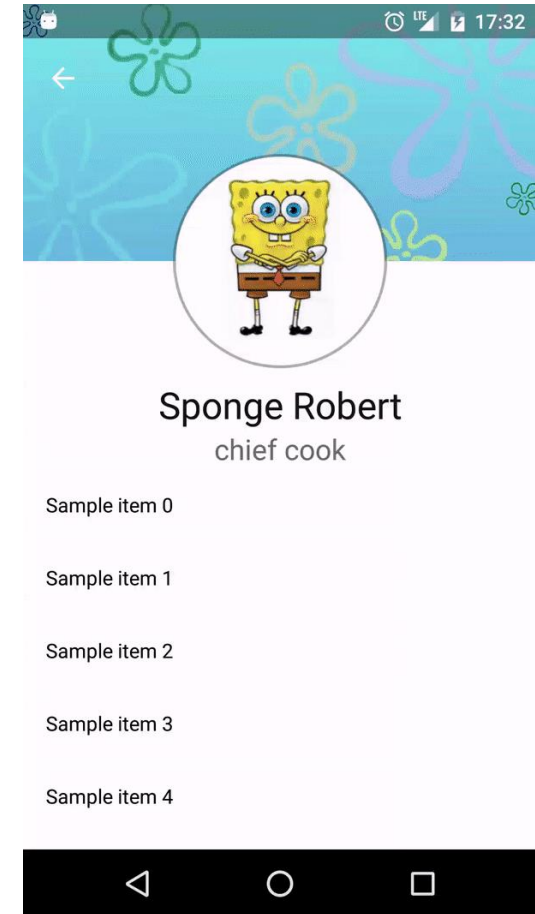 LTE 17:32
Sponge Robert
chief cook
Sample item 0
Sample item 1
Sample item 2
Sample item 3
Sample item 4